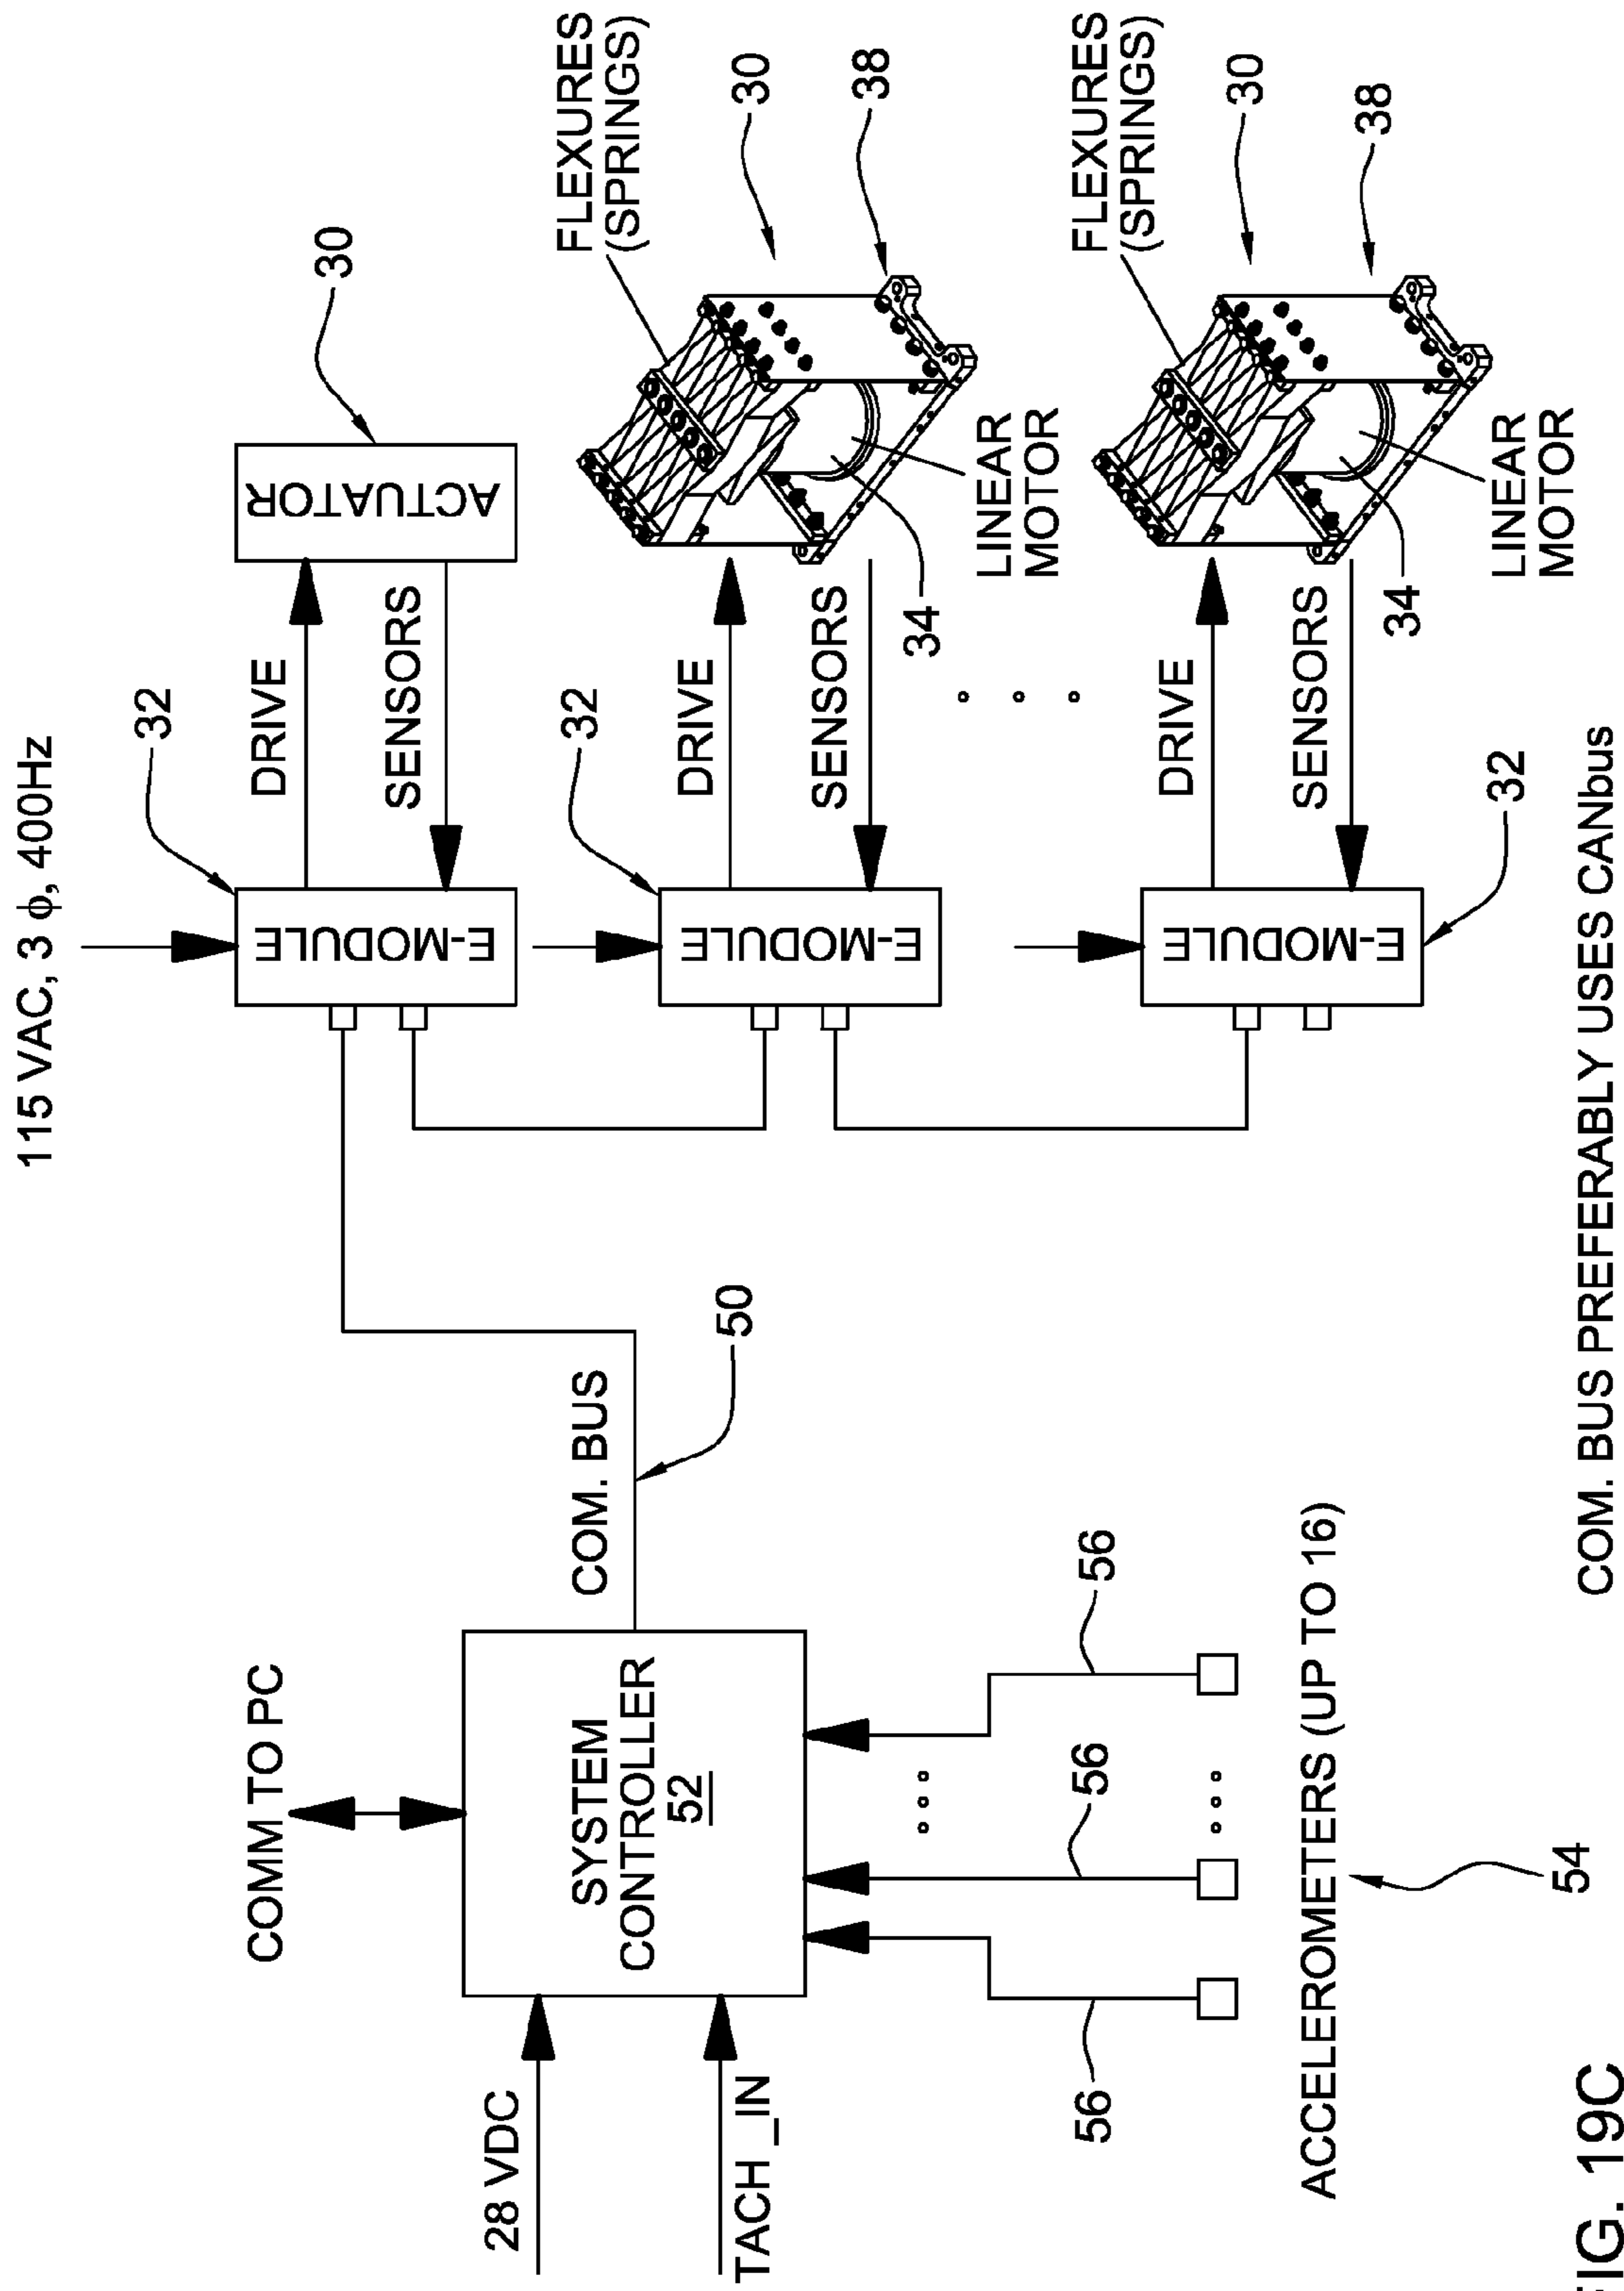 115 VAC, 3 ϕ, 400Hz
32
30
E-MODULE
DRIVE
SENSORS
ACTUATOR
COMM TO PC
28 VDC
TACH_IN
SYSTEM
CONTROLLER
52
COM. BUS
50
32
E-MODULE
DRIVE
SENSORS
FLEXURES
(SPRINGS)
30
38
34
LINEAR
MOTOR
56
56
56
ACCELEROMETERS (UP TO 16)
54
E-MODULE
32
DRIVE
SENSORS
FLEXURES
(SPRINGS)
30
38
34
LINEAR
MOTOR
COM. BUS PREFERABLY USES CANbus
FIG. 19C